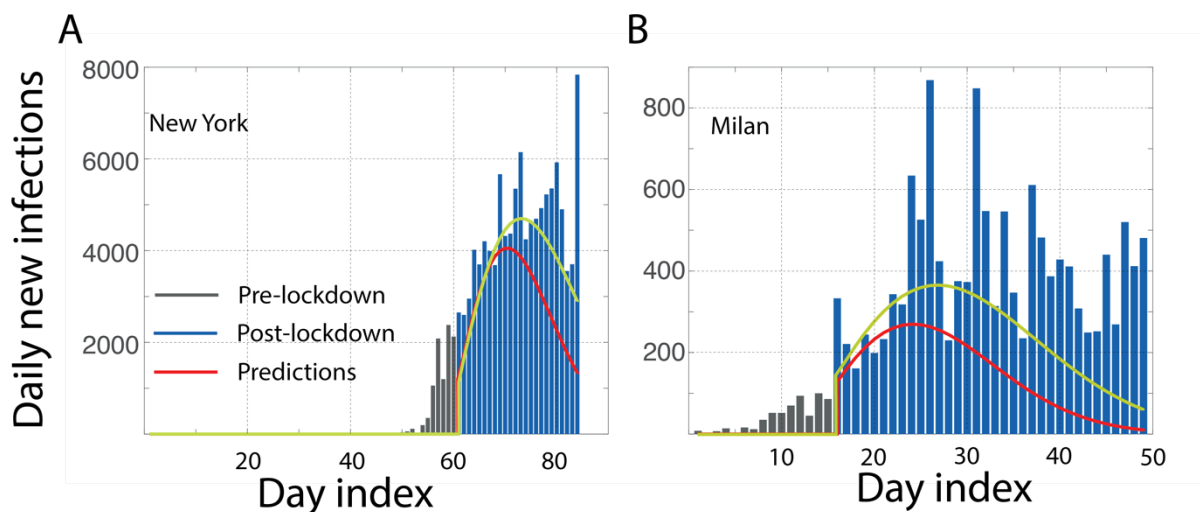 A
B
Daily new infections
8000
6000
4000
2000
New York
Pre-lockdown
Post-lockdown
Predictions
20
40
60
80
Day index
800
600
400
200
Milan
10
20
30
40
50
Day index